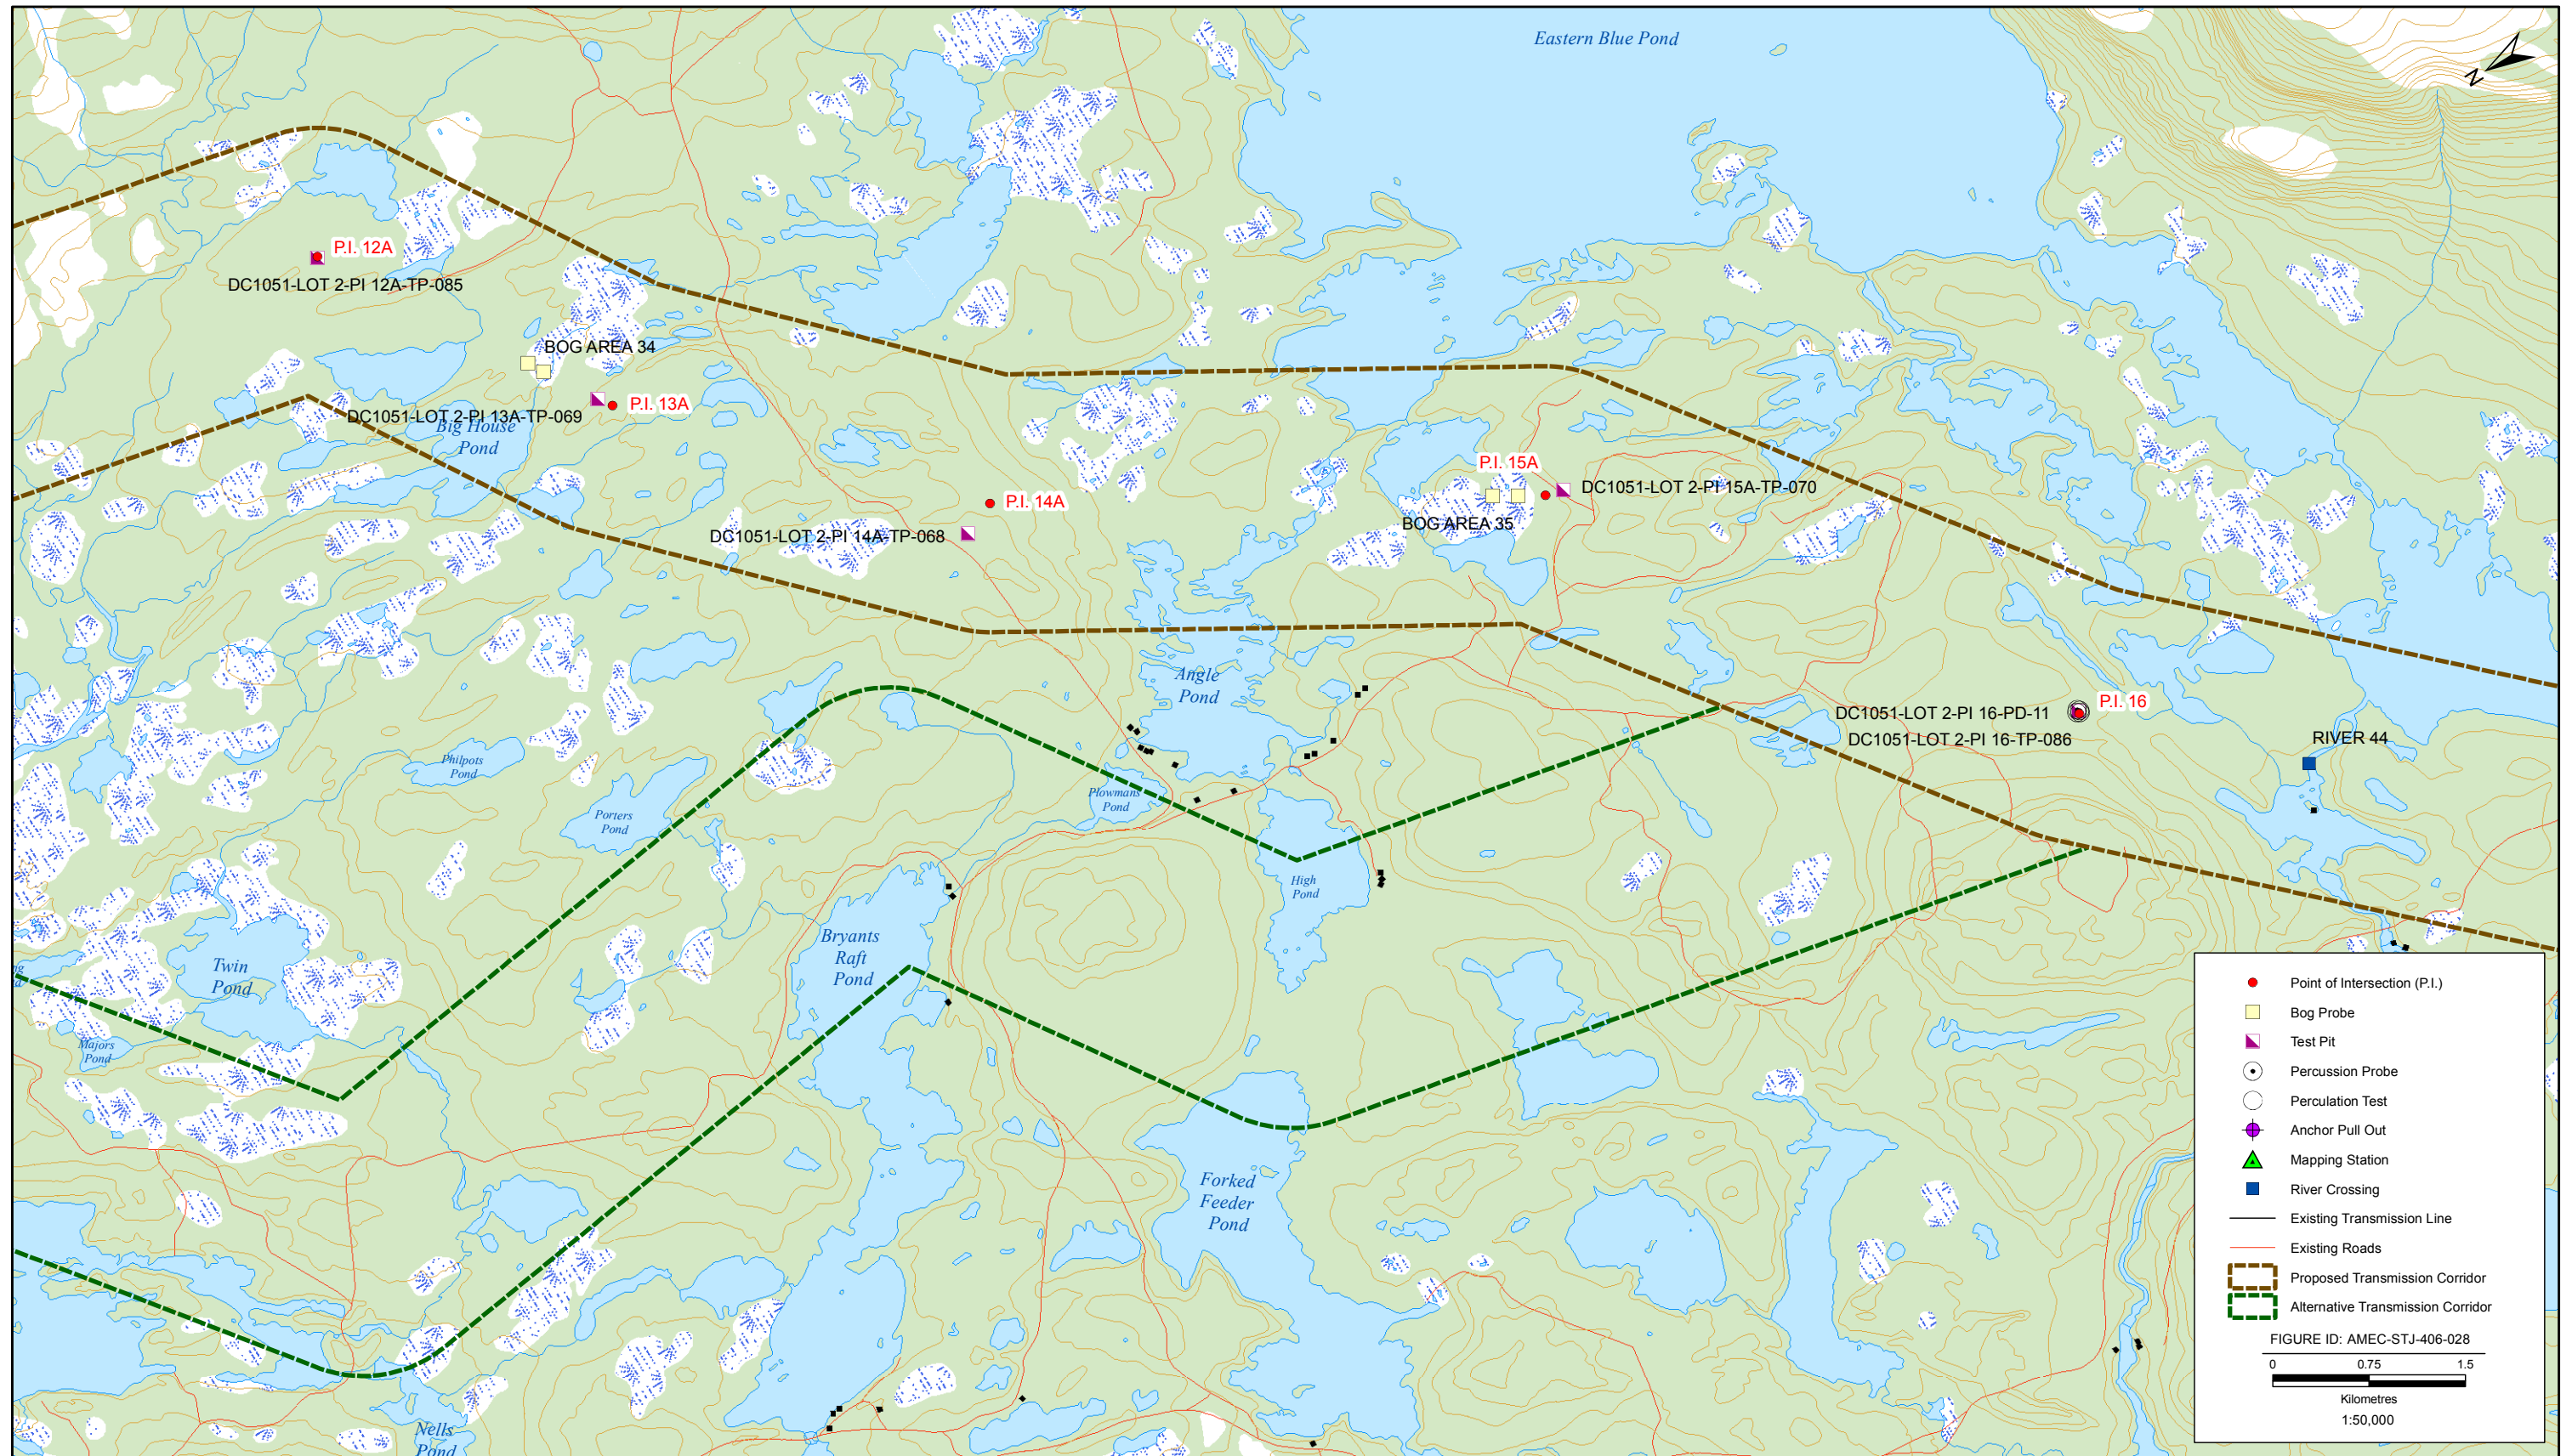 Eastern Blue Pond
N
P.I. 12A
DC1051-LOT 2-PI 12A-TP-085
BOG AREA 34
P.I. 13A
DC1051-LOT 2-PI 13A-TP-069
Big House
Pond
P.I. 14A
DC1051-LOT 2-PI 14A-TP-068
P.I. 15A
DC1051-LOT 2-PI 15A-TP-070
BOG AREA 35
Angle
Pond
P.I. 16
DC1051-LOT 2-PI 16-PD-11
DC1051-LOT 2-PI 16-TP-086
RIVER 44
Philpots
Pond
Porters
Pond
Plowmans
Pond
High
Pond
Bryants
Raft
Pond
Twin
Pond
Majors
Pond
Forked
Feeder
Pond
Nells
Pond
Point of Intersection (P.I.)
Bog Probe
Test Pit
Percussion Probe
Perculation Test
Anchor Pull Out
Mapping Station
River Crossing
Existing Transmission Line
Existing Roads
Proposed Transmission Corridor
Alternative Transmission Corridor
FIGURE ID: AMEC-STJ-406-028
0 0.75 1.5
Kilometres
1:50,000